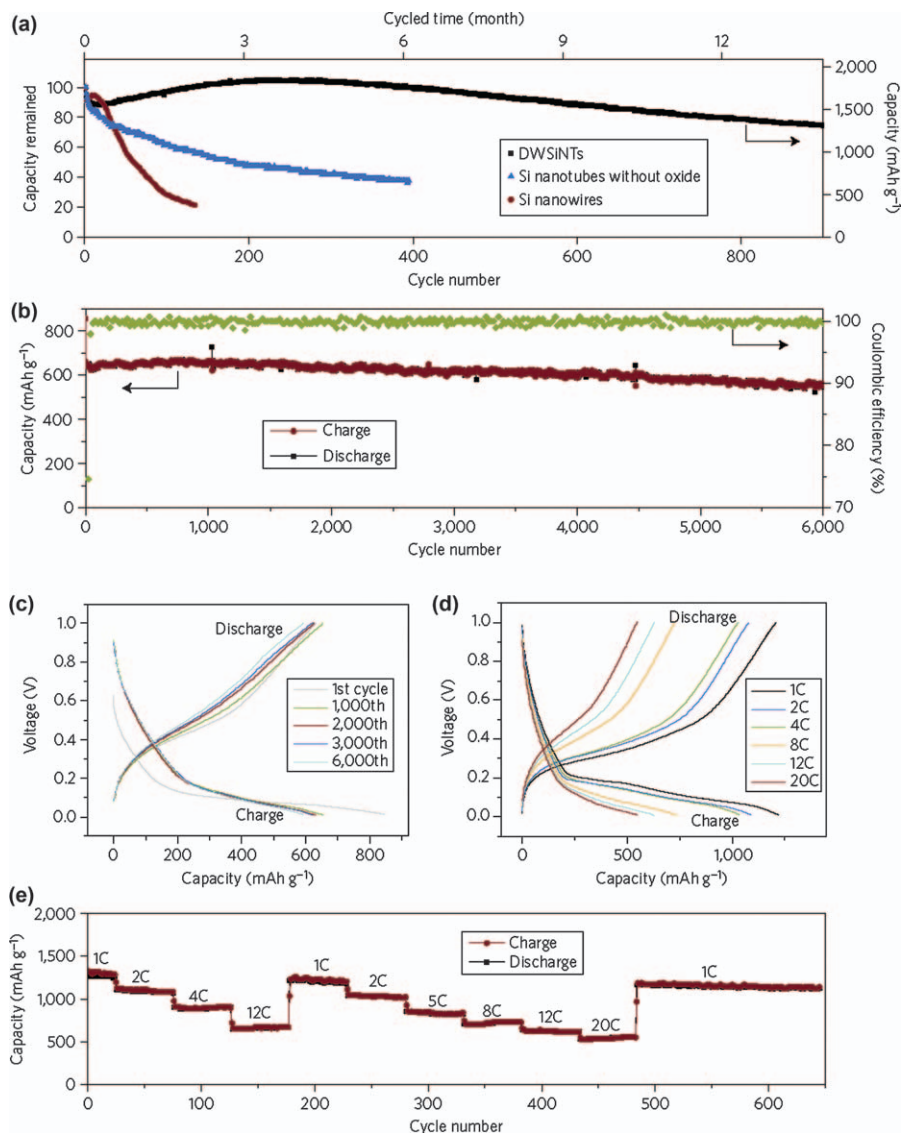 (a)
Cycled time (month)
0 3 6 9 12
Capacity remained
100
80
60
40
20
0
2,000
1,500
1,000
500
0
Capacity (mAh g⁻¹)
DWSiNTs
Si nanotubes without oxide
Si nanowires
0 200 400 600 800
Cycle number
(b)
Capacity (mAh g⁻¹)
800
600
400
200
0
100
90
80
70
Coulombic efficiency (%)
Charge
Discharge
0 1,000 2,000 3,000 4,000 5,000 6,000
Cycle number
(c)
Voltage (V)
1.0
0.8
0.6
0.4
0.2
0.0
Discharge
1st cycle
1,000th
2,000th
3,000th
6,000th
Charge
0 200 400 600 800
Capacity (mAh g⁻¹)
(d)
Voltage (V)
1.0
0.8
0.6
0.4
0.2
0.0
Discharge
1C
2C
4C
8C
12C
20C
Charge
0 500 1,000
Capacity (mAh g⁻¹)
(e)
Capacity (mAh g⁻¹)
2,000
1,500
1,000
500
0
Charge
Discharge
1C 2C 4C 12C 1C 2C 5C 8C 12C 20C 1C
0 100 200 300 400 500 600
Cycle number